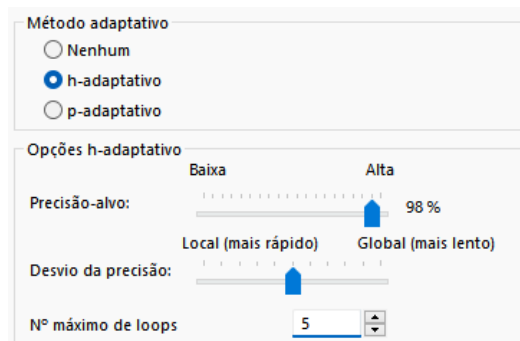 Método adaptativo
Nenhum
h-adaptativo
p-adaptativo
Opções h-adaptativo
Baixa Alta
Precisão-alvo: 98 %
Local (mais rápido) Global (mais lento)
Desvio da precisão:
Nº máximo de loops 5